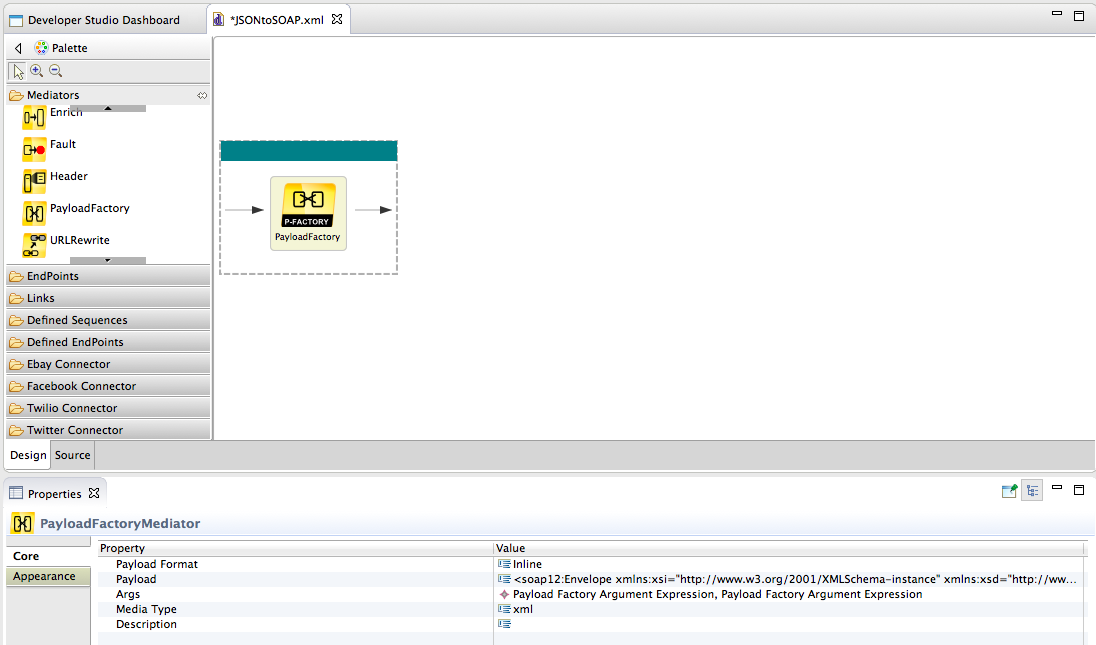 Developer Studio Dashboard
*JSONtoSOAP.xml
Palette
Mediators
Enrich
Fault
Header
PayloadFactory
URLRewrite
EndPoints
Links
Defined Sequences
Defined EndPoints
Ebay Connector
Facebook Connector
Twilio Connector
Twitter Connector
P-FACTORY
PayloadFactory
Design Source
Properties
PayloadFactoryMediator
Core
Appearance
Property Value
Payload Format Inline
Payload <soap12:Envelope xmlns:xsi="http://www.w3.org/2001/XMLSchema-instance" xmlns:xsd="http://ww...
Args Payload Factory Argument Expression, Payload Factory Argument Expression
Media Type xml
Description